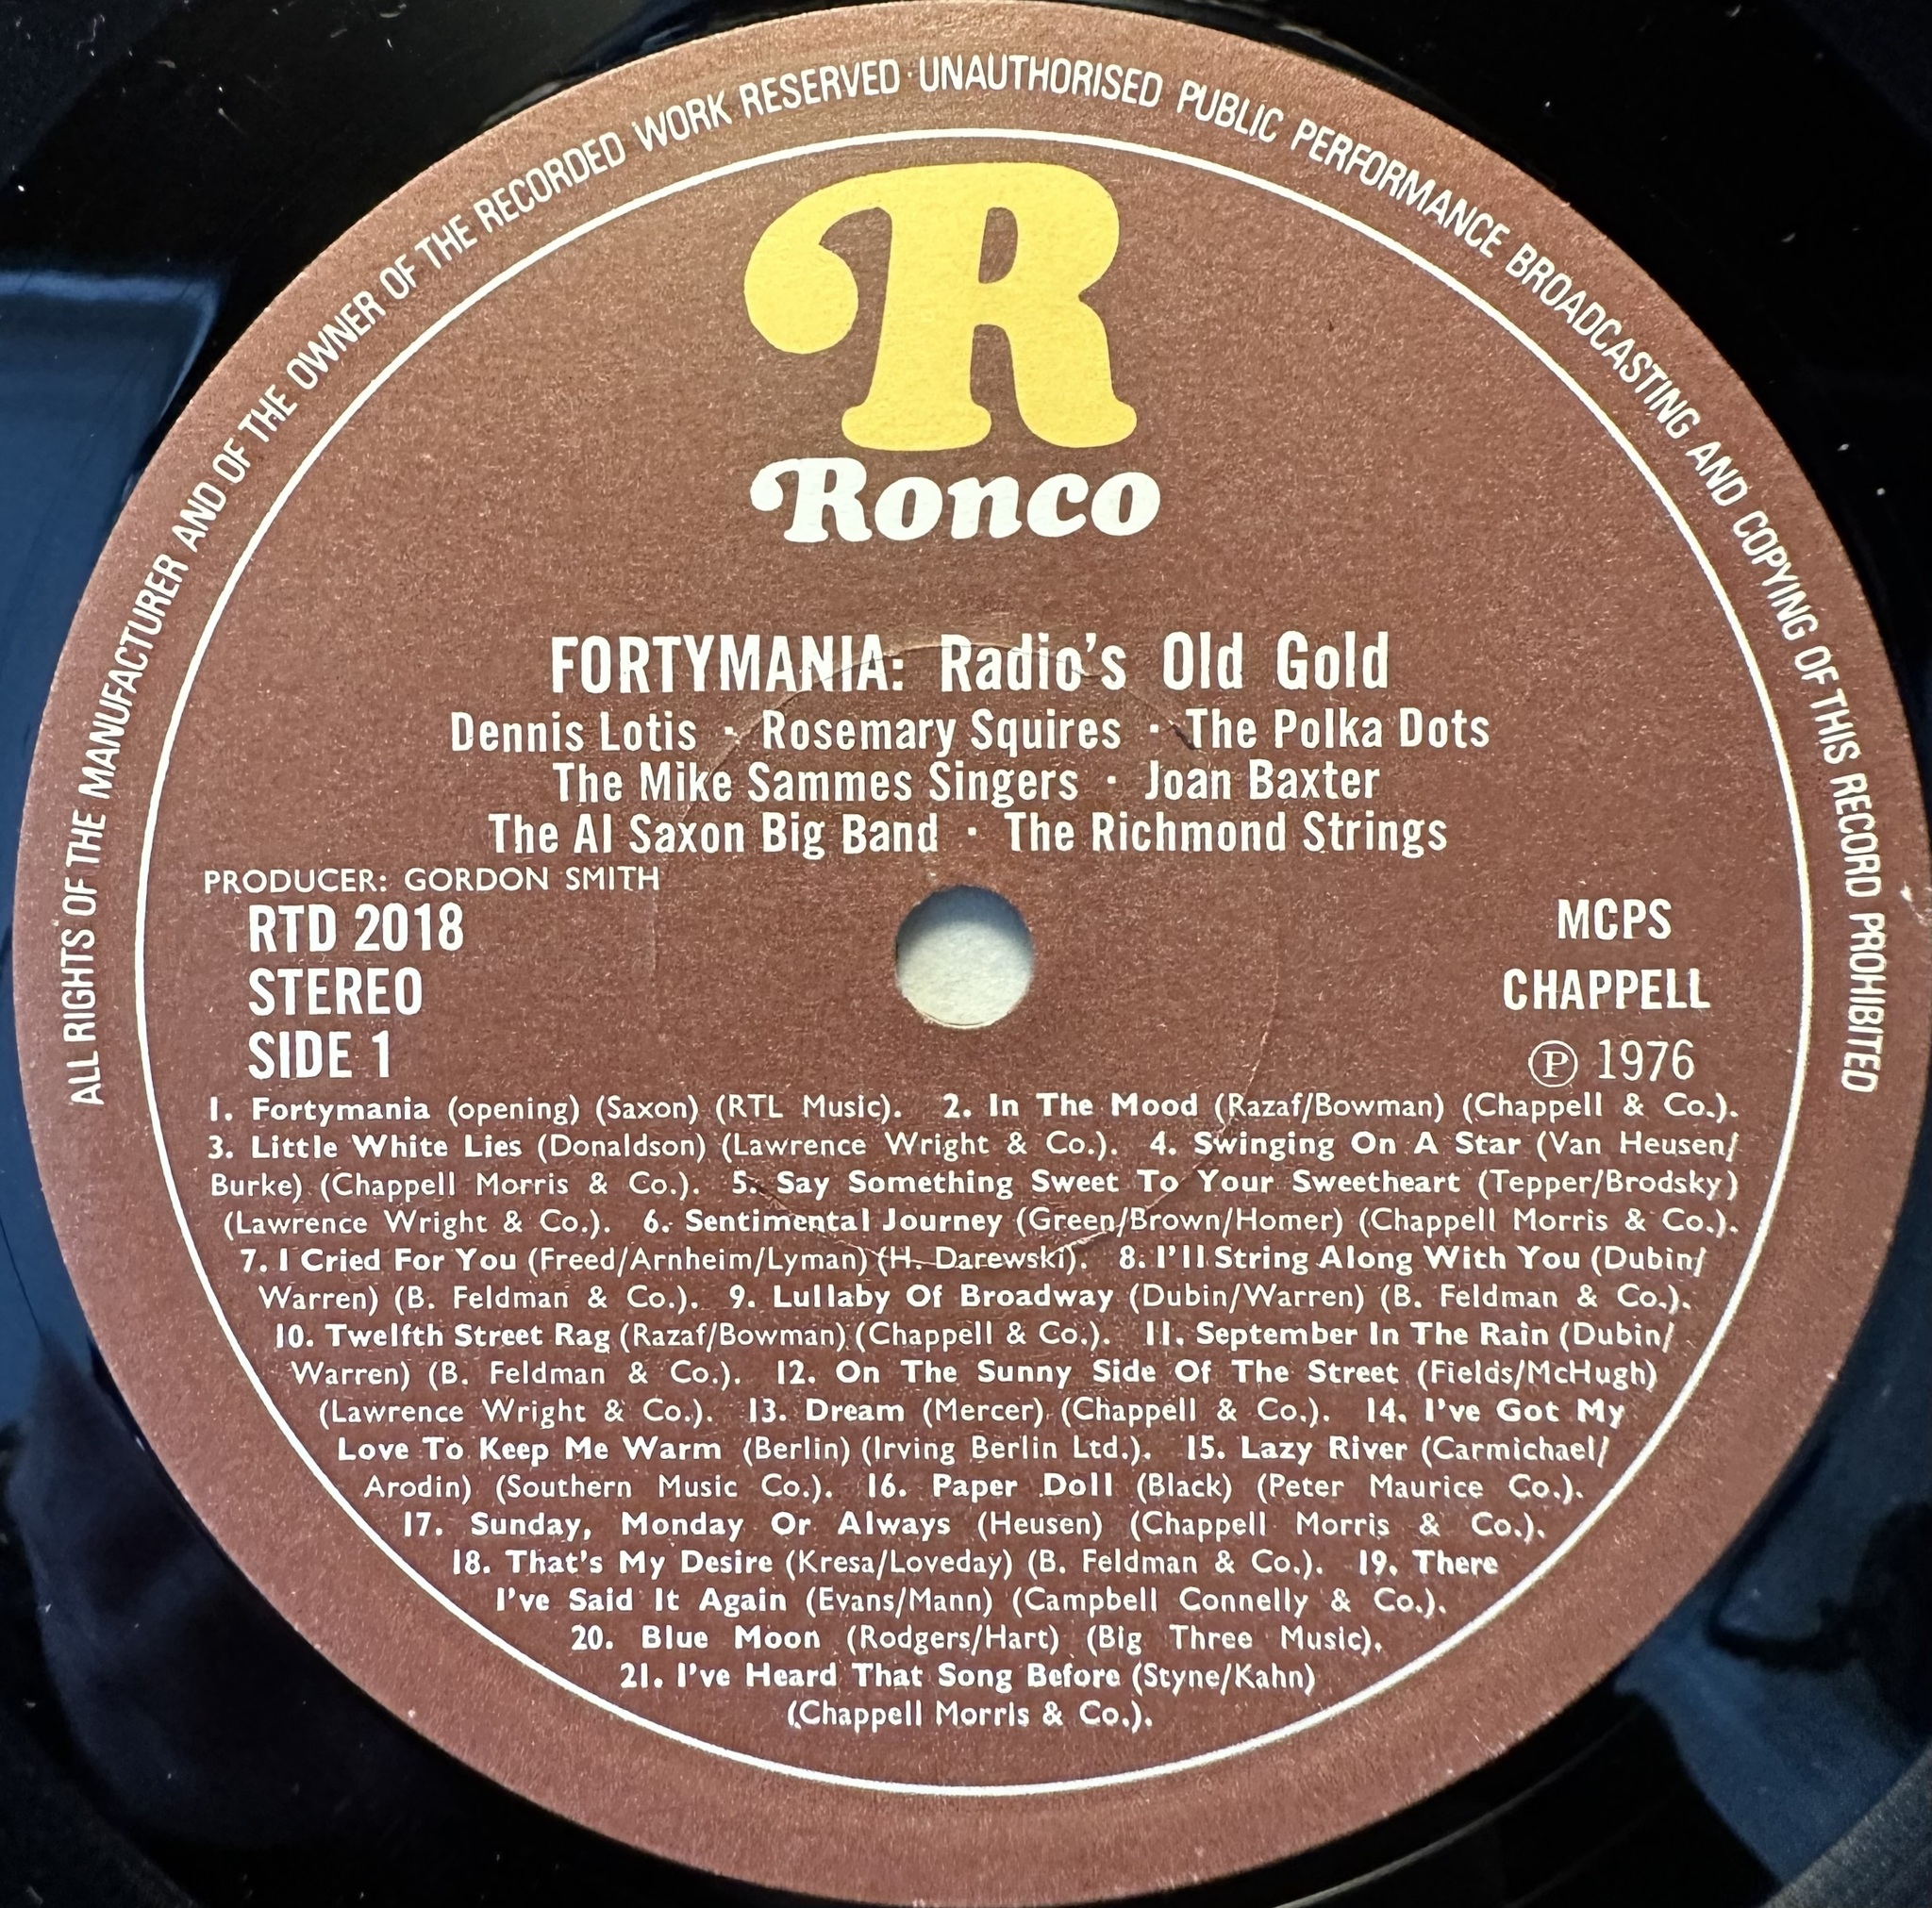 ALL RIGHTS OF THE MANUFACTURER AND OF THE OWNER OF THE RECORDED WORK RESERVED · UNAUTHORISED PUBLIC PERFORMANCE BROADCASTING AND COPYING OF THIS RECORD PROHIBITED
R
Ronco
FORTYMANIA: Radio's Old Gold
Dennis Lotis · Rosemary Squires · The Polka Dots
The Mike Sammes Singers · Joan Baxter
The Al Saxon Big Band · The Richmond Strings
PRODUCER: GORDON SMITH
RTD 2018
STEREO
SIDE 1
MCPS
CHAPPELL
Ⓟ 1976
1. Fortymania (opening) (Saxon) (RTL Music). 2. In The Mood (Razaf/Bowman) (Chappell & Co.).
3. Little White Lies (Donaldson) (Lawrence Wright & Co.). 4. Swinging On A Star (Van Heusen/
Burke) (Chappell Morris & Co.). 5. Say Something Sweet To Your Sweetheart (Tepper/Brodsky)
(Lawrence Wright & Co.). 6. Sentimental Journey (Green/Brown/Homer) (Chappell Morris & Co.).
7. I Cried For You (Freed/Arnheim/Lyman) (H. Darewski). 8. I'll String Along With You (Dubin/
Warren) (B. Feldman & Co.). 9. Lullaby Of Broadway (Dubin/Warren) (B. Feldman & Co.).
10. Twelfth Street Rag (Razaf/Bowman) (Chappell & Co.). 11. September In The Rain (Dubin/
Warren) (B. Feldman & Co.). 12. On The Sunny Side Of The Street (Fields/McHugh)
(Lawrence Wright & Co.). 13. Dream (Mercer) (Chappell & Co.). 14. I've Got My
Love To Keep Me Warm (Berlin) (Irving Berlin Ltd.). 15. Lazy River (Carmichael/
Arodin) (Southern Music Co.). 16. Paper Doll (Black) (Peter Maurice Co.).
17. Sunday, Monday Or Always (Heusen) (Chappell Morris & Co.).
18. That's My Desire (Kresa/Loveday) (B. Feldman & Co.). 19. There
I've Said It Again (Evans/Mann) (Campbell Connelly & Co.).
20. Blue Moon (Rodgers/Hart) (Big Three Music).
21. I've Heard That Song Before (Styne/Kahn)
(Chappell Morris & Co.).